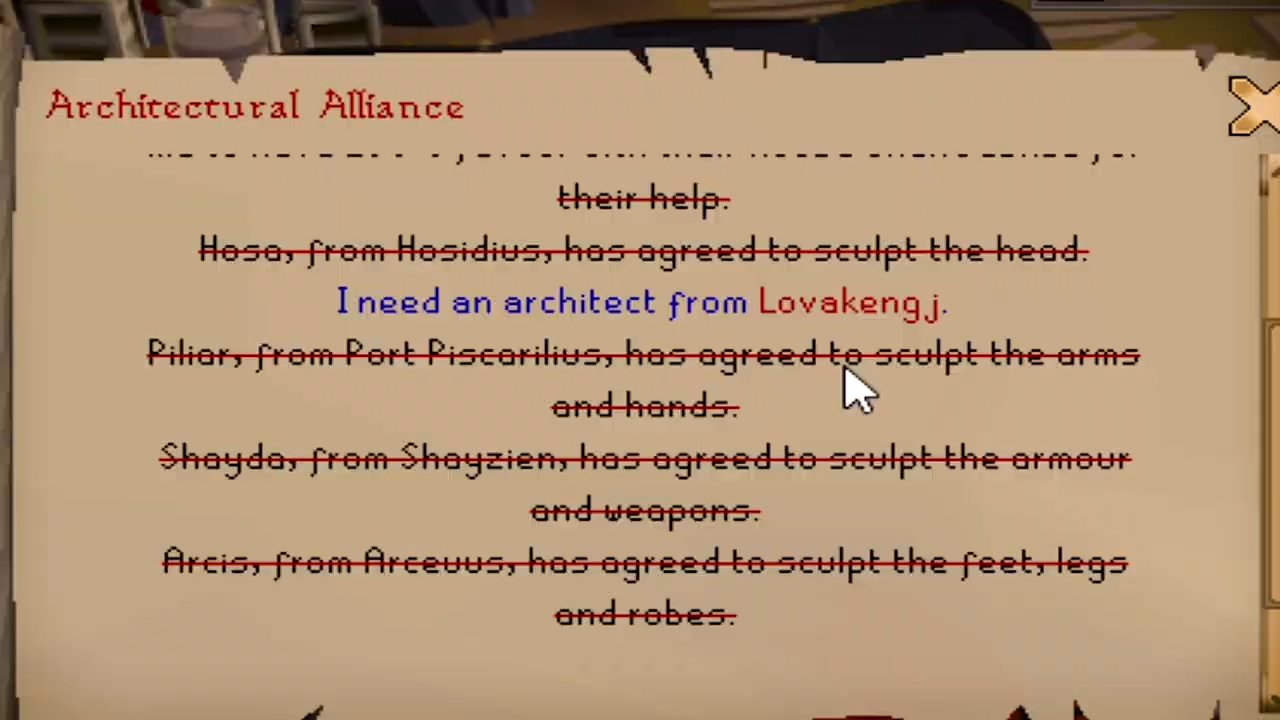 Architectural Alliance
their help.
Hosa, from Hosidius, has agreed to sculpt the head.
I need an architect from Lovakengj.
Piliar, from Port Piscarilius, has agreed to sculpt the arms
and hands.
Shayda, from Shayzien, has agreed to sculpt the armour
and weapons.
Arcis, from Arceuus, has agreed to sculpt the feet, legs
and robes.